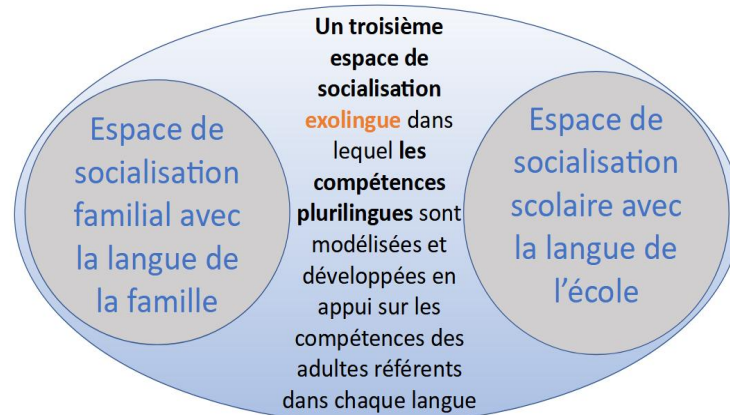 Espace de
socialisation
familial avec
la langue de
la famille
Un troisième
espace de
socialisation
exolingue dans
lequel les
compétences
plurilingues sont
modélisées et
développées en
appui sur les
compétences des
adultes référents
dans chaque langue
Espace de
socialisation
scolaire avec
la langue de
l’école